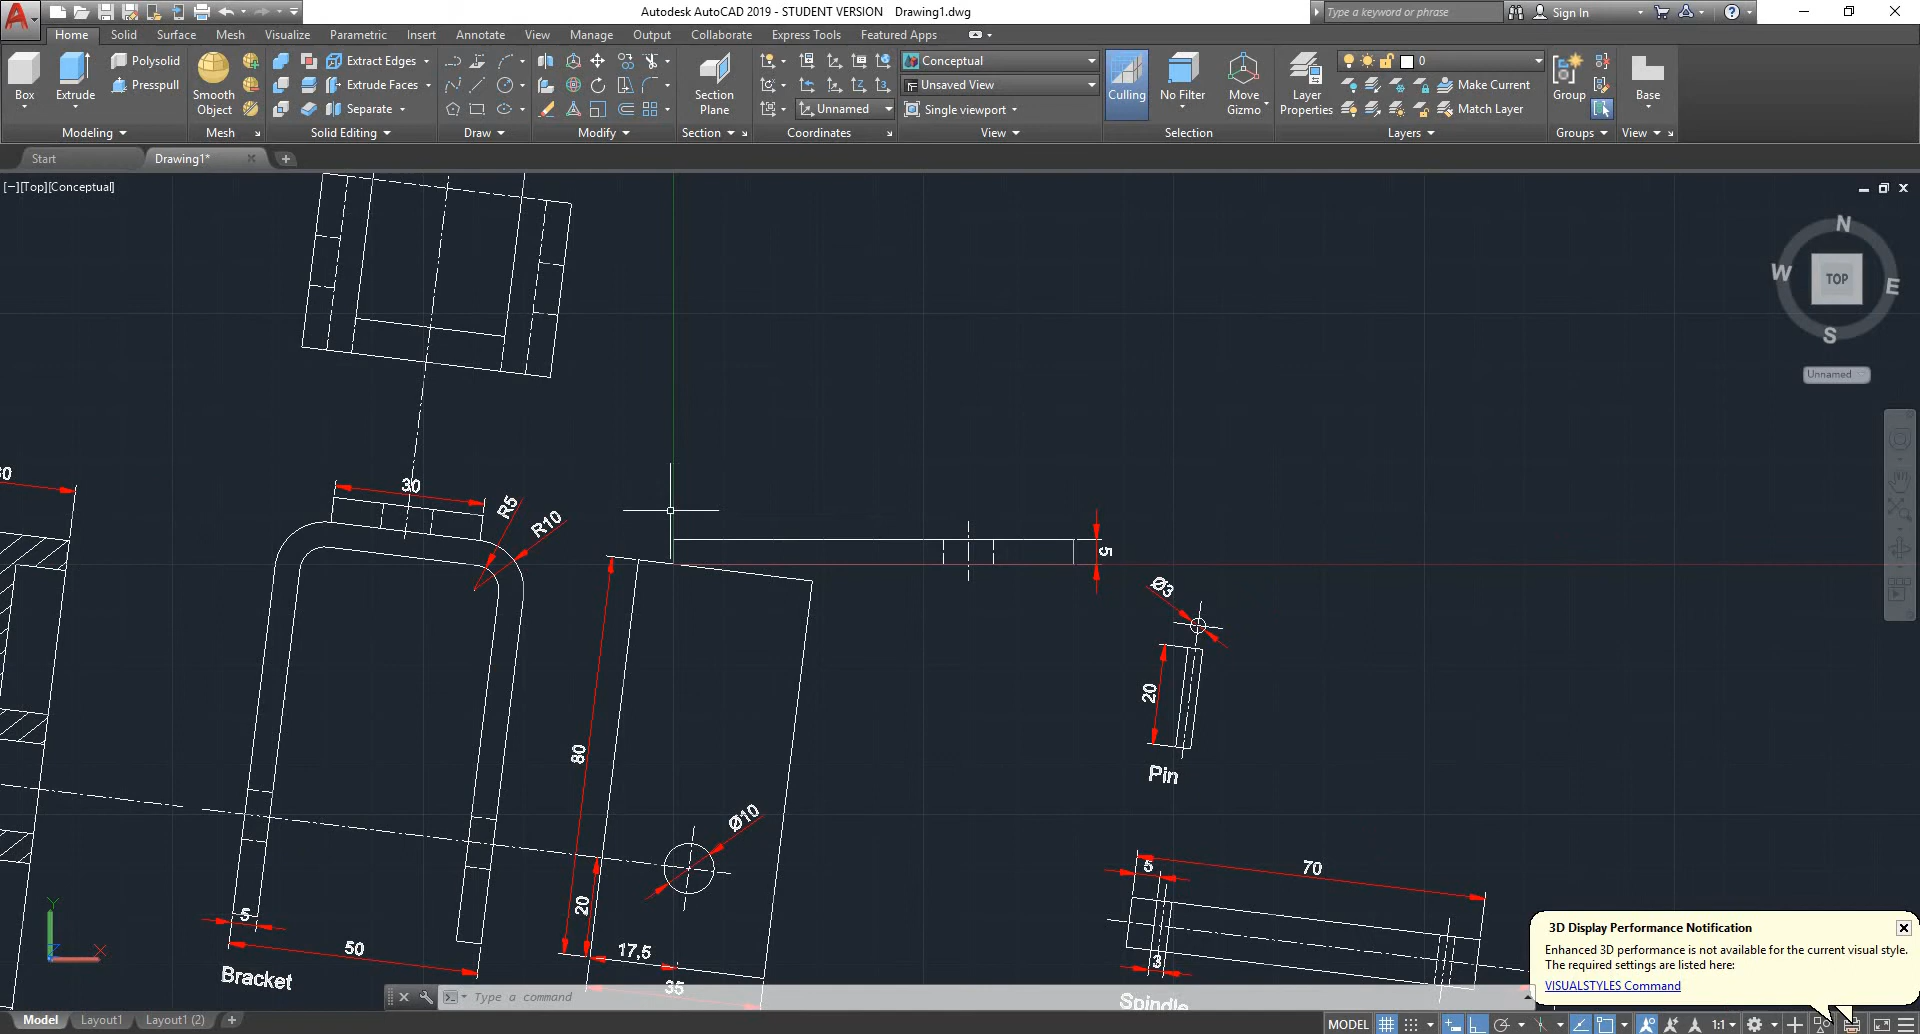 Autodesk AutoCAD 2019 - STUDENT VERSION Drawing1.dwg
Type a keyword or phrase
Sign In
Home Solid Surface Mesh Visualize Parametric Insert Annotate View Manage Output Collaborate Express Tools Featured Apps
Box
Extrude
Polysolid
Presspull
Modeling
Smooth Object
Mesh
Extract Edges
Extrude Faces
Separate
Solid Editing
Draw
Modify
Section Plane
Section
Unnamed
Coordinates
Conceptual
Unsaved View
Single viewport
View
Culling
No Filter
Move Gizmo
Selection
Layer Properties
0
Make Current
Match Layer
Layers
Group
Groups
Base
View
Start
Drawing1*
[−][Top][Conceptual]
N
W
TOP
E
S
Unnamed
30
R5
R10
5
Ø3
20
Pin
80
Ø10
20
17,5
35
5
50
Bracket
5
70
3
Spindle
Y
X
3D Display Performance Notification
Enhanced 3D performance is not available for the current visual style.
The required settings are listed here:
VISUALSTYLES Command
Type a command
Model Layout1 Layout1 (2)
MODEL
1:1